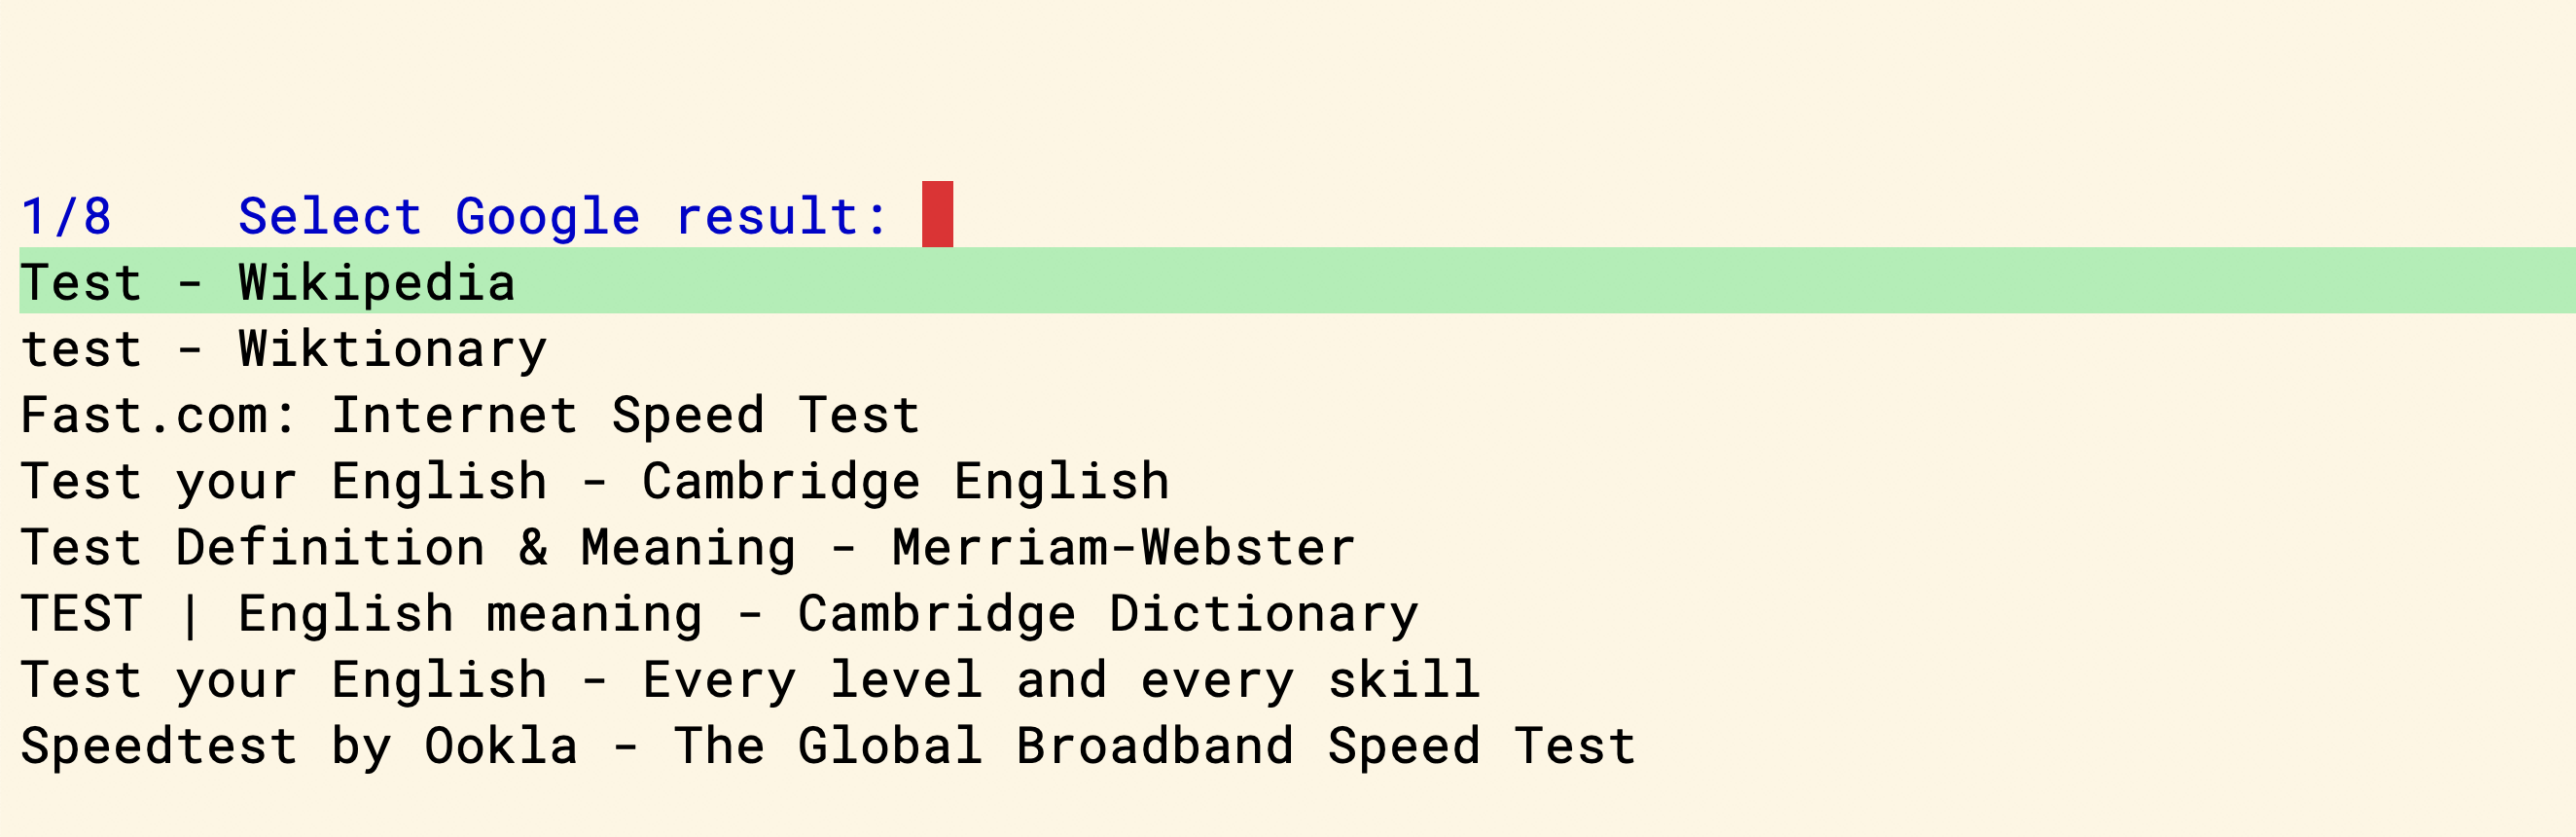 1/8    Select Google result:
Test - Wikipedia
test - Wiktionary
Fast.com: Internet Speed Test
Test your English - Cambridge English
Test Definition & Meaning - Merriam-Webster
TEST | English meaning - Cambridge Dictionary
Test your English - Every level and every skill
Speedtest by Ookla - The Global Broadband Speed Test